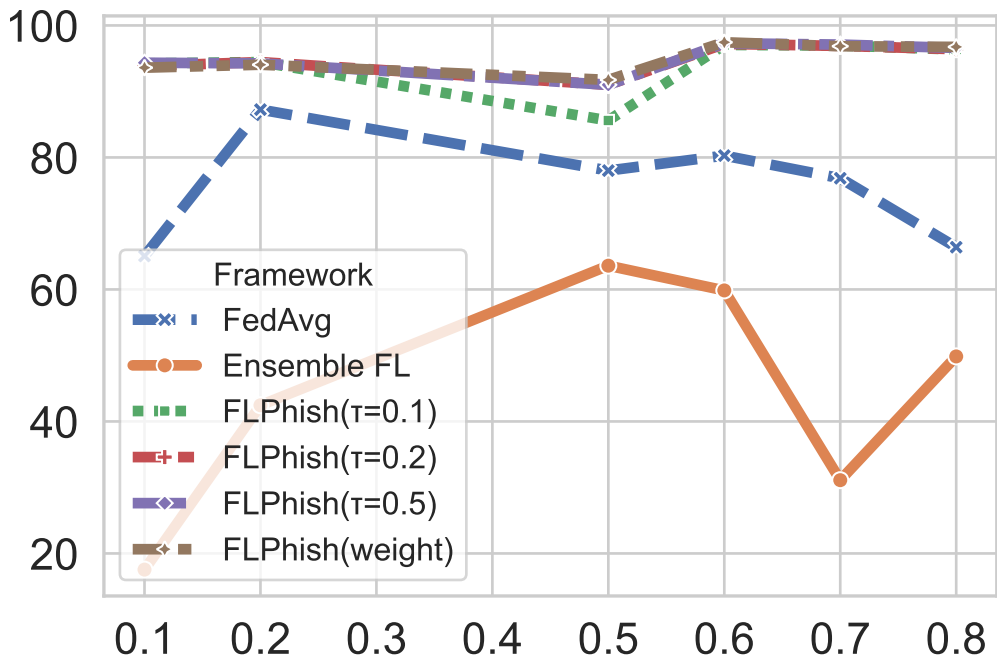 100
80
60
40
20
Framework
FedAvg
Ensemble FL
FLPhish(τ=0.1)
FLPhish(τ=0.2)
FLPhish(τ=0.5)
FLPhish(weight)
0.1 0.2 0.3 0.4 0.5 0.6 0.7 0.8